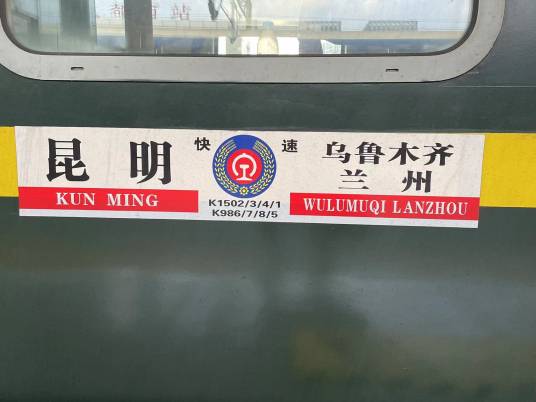 昆明
KUN MING
快速
K1502/3/4/1
K986/7/8/5
乌鲁木齐
兰州
WULUMUQI LANZHOU